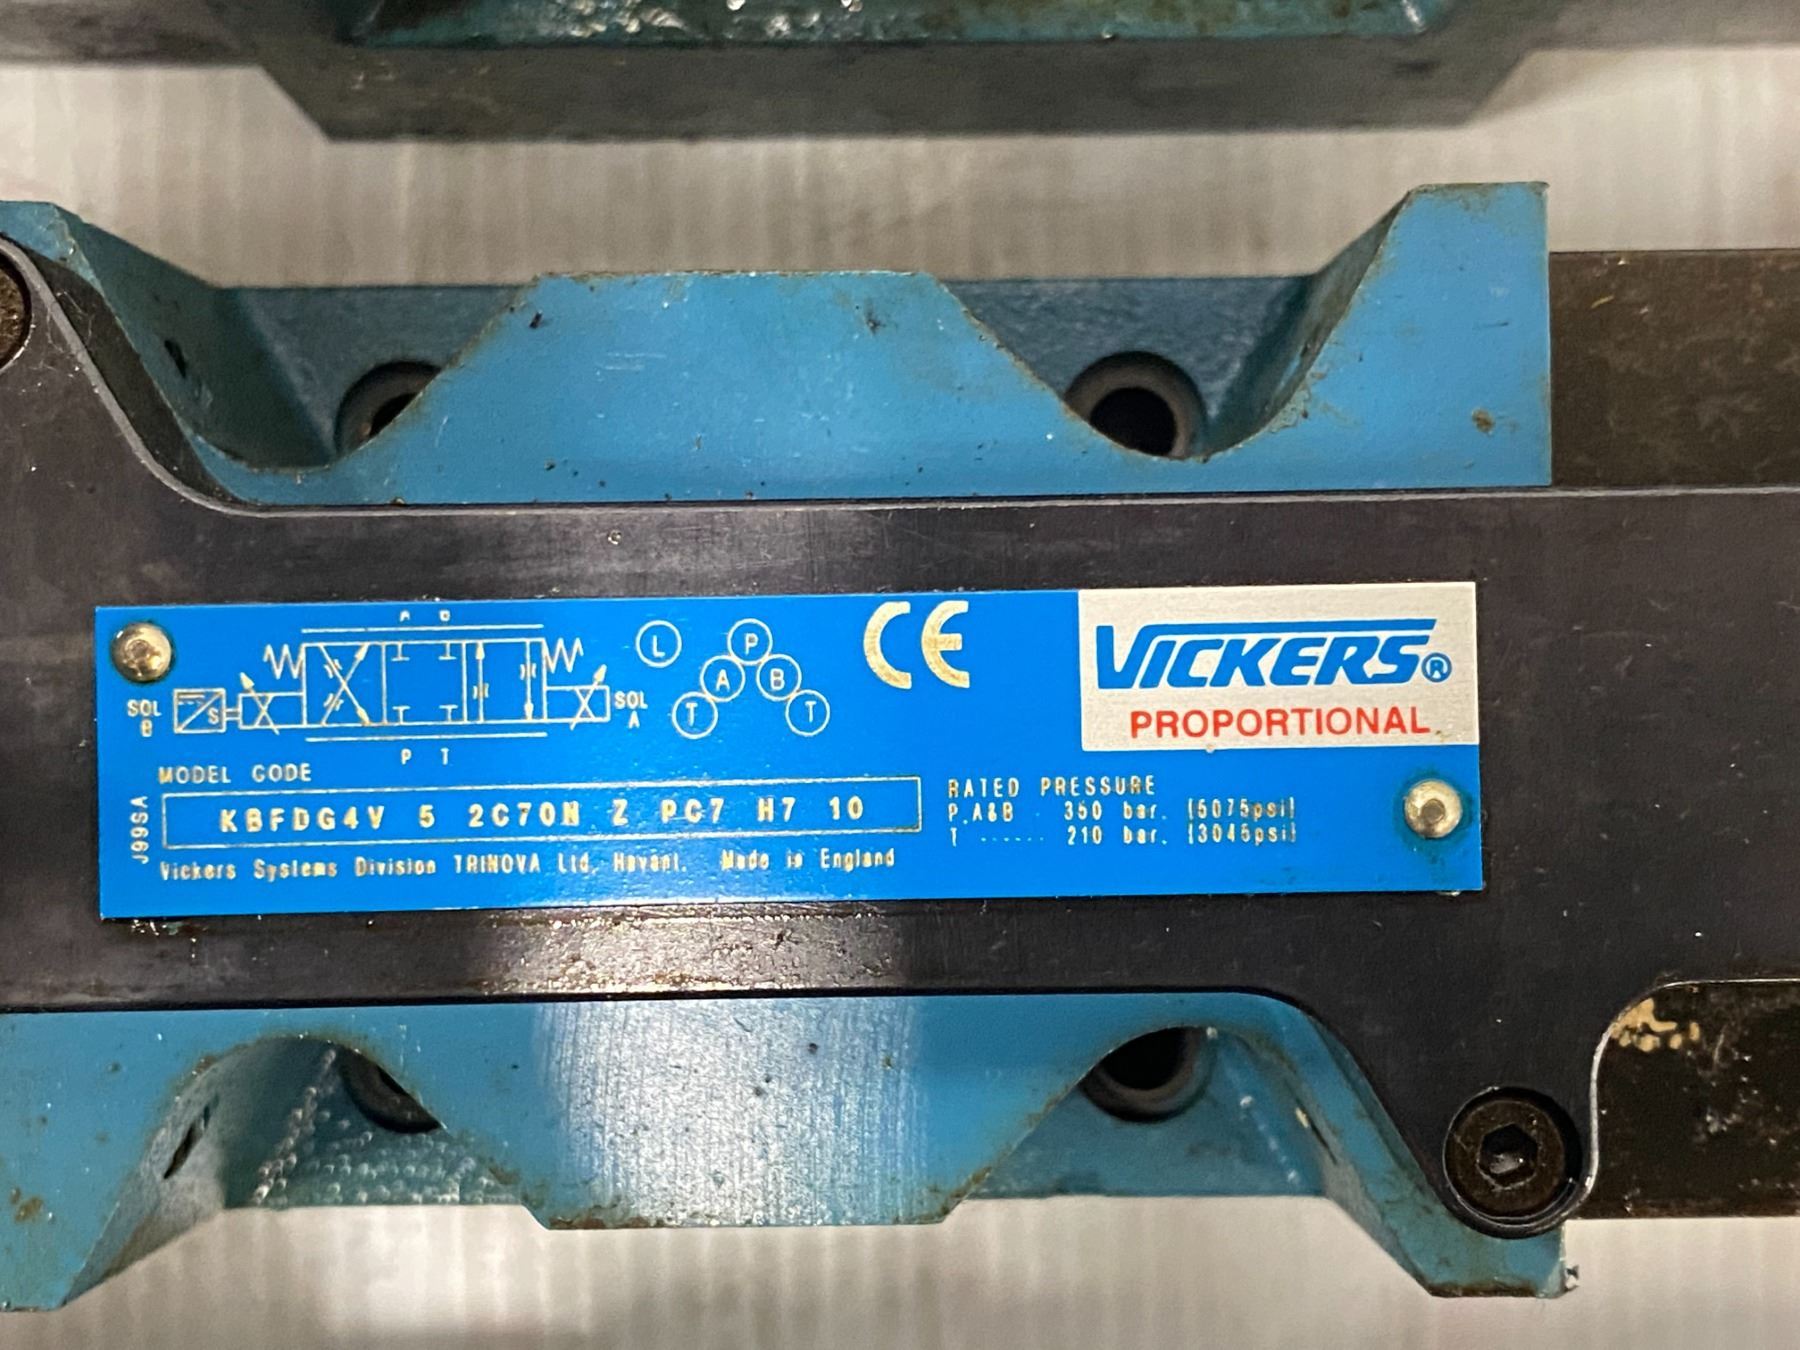 A B
L
P
A B
T T
CE
VICKERS®
PROPORTIONAL
SOL B
S
SOL A
P T
MODEL CODE
KBFDG4V 5 2C70N Z PC7 H7 10
J99SA
Vickers Systems Division TRINOVA Ltd, Havant. Made in England
RATED PRESSURE
P,A&B 350 bar. (5075psi)
T ...... 210 bar. (3045psi)